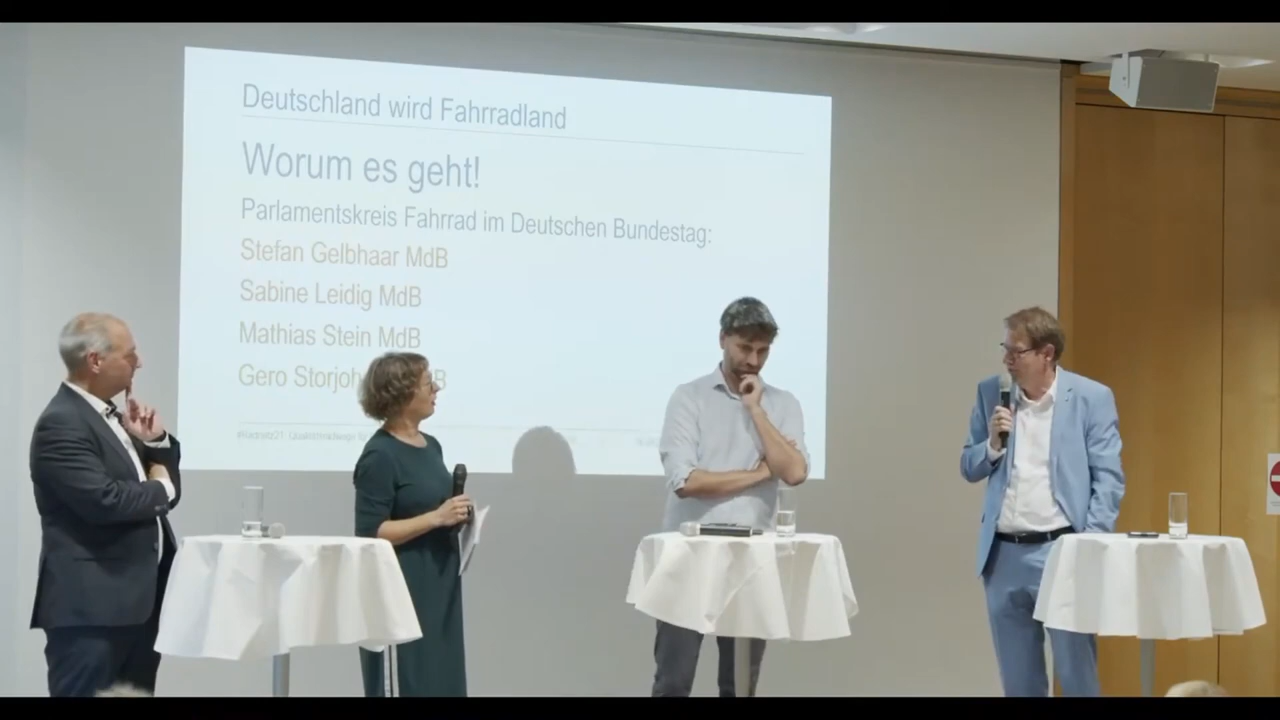 Deutschland wird Fahrradland
Worum es geht!
Parlamentskreis Fahrrad im Deutschen Bundestag:
Stefan Gelbhaar MdB
Sabine Leidig MdB
Mathias Stein MdB
Gero